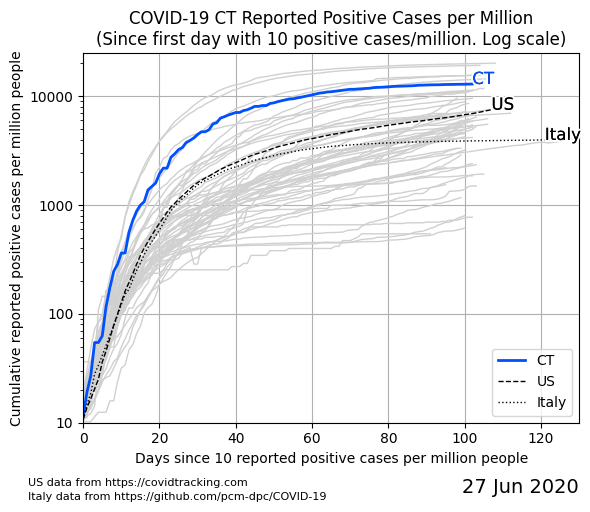 COVID-19 CT Reported Positive Cases per Million
(Since first day with 10 positive cases/million. Log scale)
Cumulative reported positive cases per million people
10000
1000
100
10
CT
US
Italy
CT
US
Italy
0
20
40
60
80
100
120
Days since 10 reported positive cases per million people
US data from https://covidtracking.com
Italy data from https://github.com/pcm-dpc/COVID-19
27 Jun 2020